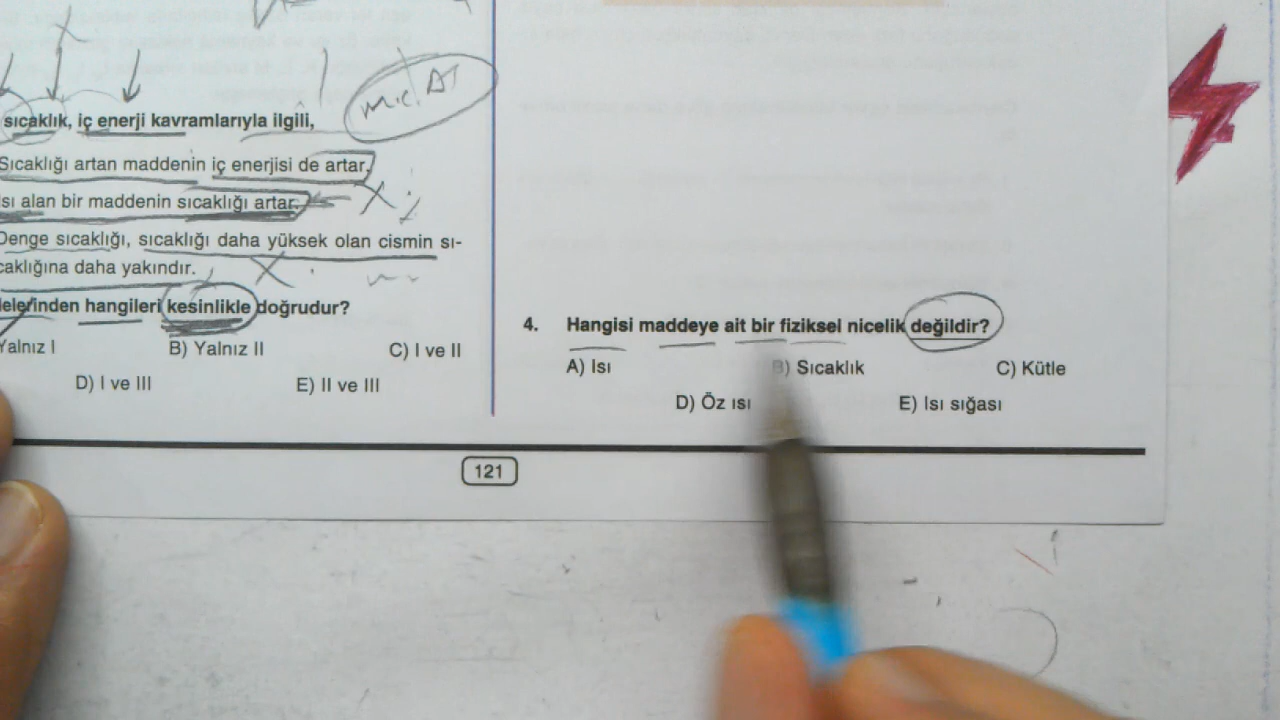 m.c.ΔT
sıcaklık, iç enerji kavramlarıyla ilgili,
Sıcaklığı artan maddenin iç enerjisi de artar.
Isı alan bir maddenin sıcaklığı artar.
Denge sıcaklığı, sıcaklığı daha yüksek olan cismin sı-
caklığına daha yakındır.
hangileri kesinlikle doğrudur?
Yalnız I B) Yalnız II C) I ve II
D) I ve III E) II ve III
4. Hangisi maddeye ait bir fiziksel nicelik değildir?
A) Isı B) Sıcaklık C) Kütle
D) Öz ısı E) Isı sığası
121